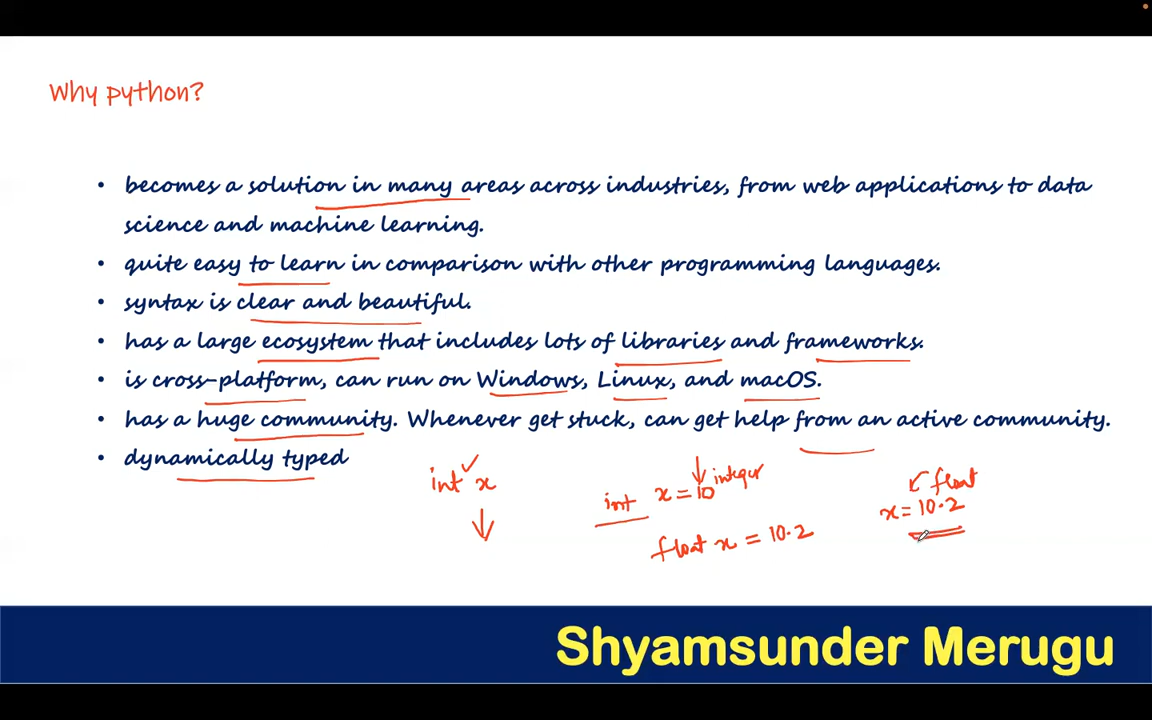 Why python?
• becomes a solution in many areas across industries, from web applications to data
science and machine learning.
• quite easy to learn in comparison with other programming languages.
• syntax is clear and beautiful.
• has a large ecosystem that includes lots of libraries and frameworks.
• is cross-platform, can run on Windows, Linux, and macOS.
• has a huge community. Whenever get stuck, can get help from an active community.
• dynamically typed
int x
int x = 10 integer
float x = 10.2
float
x = 10.2
Shyamsunder Merugu